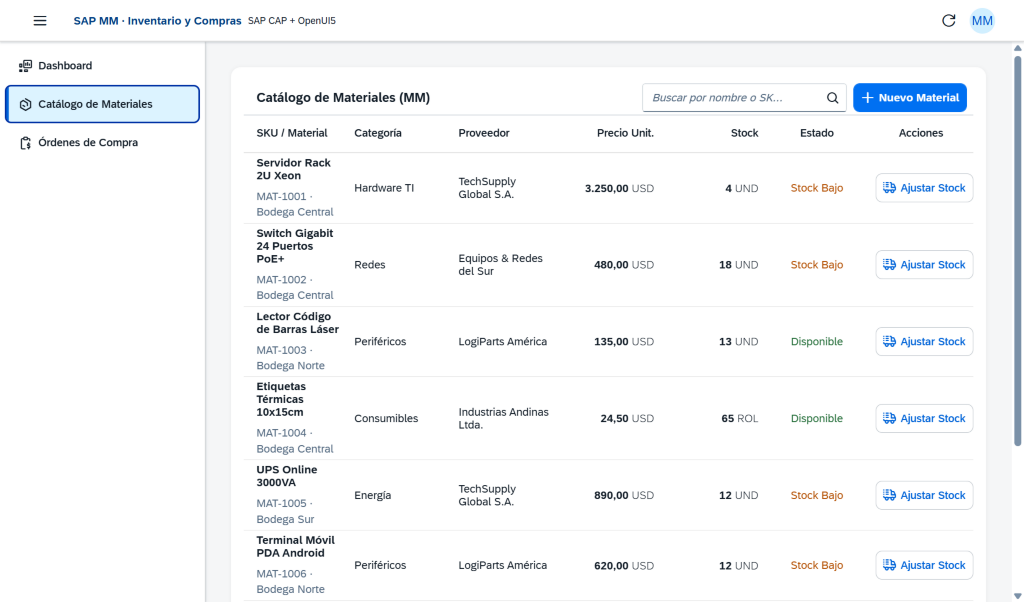 SAP MM · Inventario y Compras SAP CAP + OpenUI5 MM
Dashboard
Catálogo de Materiales
Órdenes de Compra
Catálogo de Materiales (MM)
Buscar por nombre o SK...
Nuevo Material
SKU / Material Categoría Proveedor Precio Unit. Stock Estado Acciones
Servidor Rack
2U Xeon
MAT-1001 ·
Bodega Central
Hardware TI
TechSupply
Global S.A.
3.250,00 USD
4 UND
Stock Bajo
Ajustar Stock
Switch Gigabit
24 Puertos
PoE+
MAT-1002 ·
Bodega Central
Redes
Equipos & Redes
del Sur
480,00 USD
18 UND
Stock Bajo
Ajustar Stock
Lector Código
de Barras Láser
MAT-1003 ·
Bodega Norte
Periféricos
LogiParts América
135,00 USD
13 UND
Disponible
Ajustar Stock
Etiquetas
Térmicas
10x15cm
MAT-1004 ·
Bodega Central
Consumibles
Industrias Andinas
Ltda.
24,50 USD
65 ROL
Disponible
Ajustar Stock
UPS Online
3000VA
MAT-1005 ·
Bodega Sur
Energía
TechSupply
Global S.A.
890,00 USD
12 UND
Stock Bajo
Ajustar Stock
Terminal Móvil
PDA Android
MAT-1006 ·
Bodega Norte
Periféricos
LogiParts América
620,00 USD
12 UND
Stock Bajo
Ajustar Stock